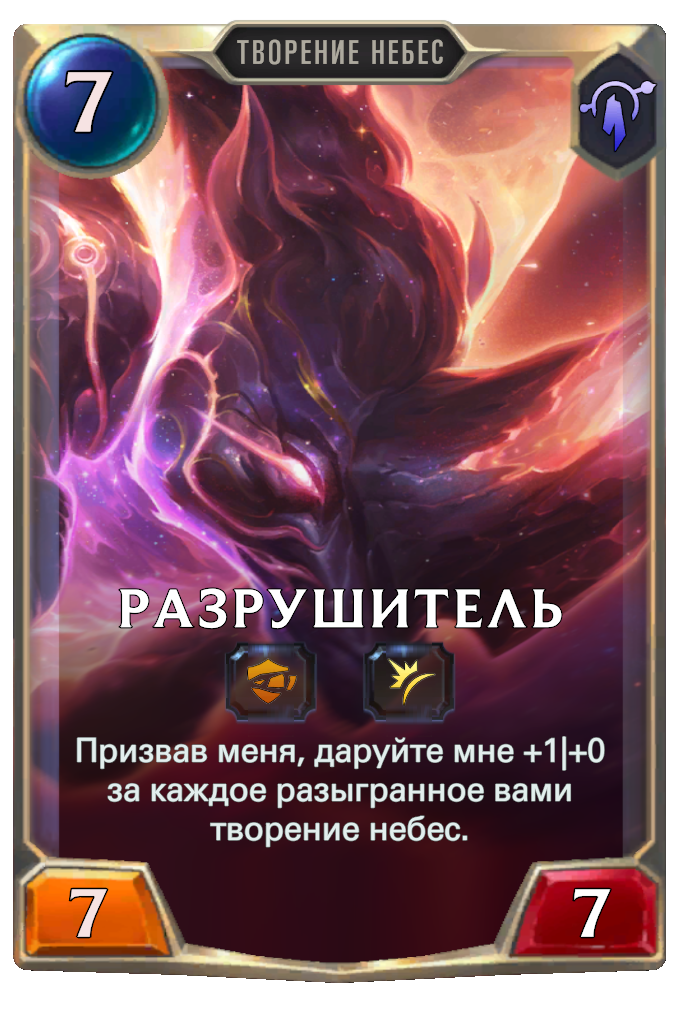 7
ТВОРЕНИЕ НЕБЕС
РАЗРУШИТЕЛЬ
Призвав меня, даруйте мне +1|+0
за каждое разыгранное вами
творение небес.
7
7